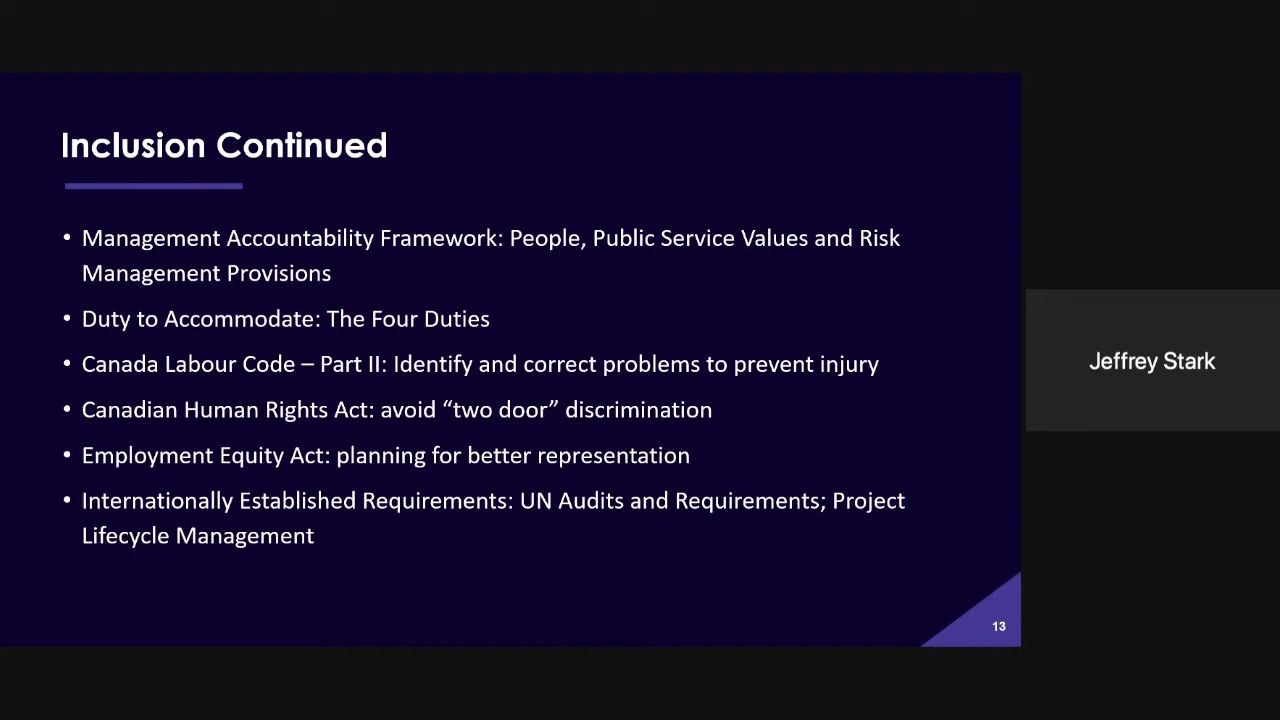 Inclusion Continued
• Management Accountability Framework: People, Public Service Values and Risk
Management Provisions
• Duty to Accommodate: The Four Duties
• Canada Labour Code – Part II: Identify and correct problems to prevent injury
• Canadian Human Rights Act: avoid “two door” discrimination
• Employment Equity Act: planning for better representation
• Internationally Established Requirements: UN Audits and Requirements; Project
Lifecycle Management
13
Jeffrey Stark